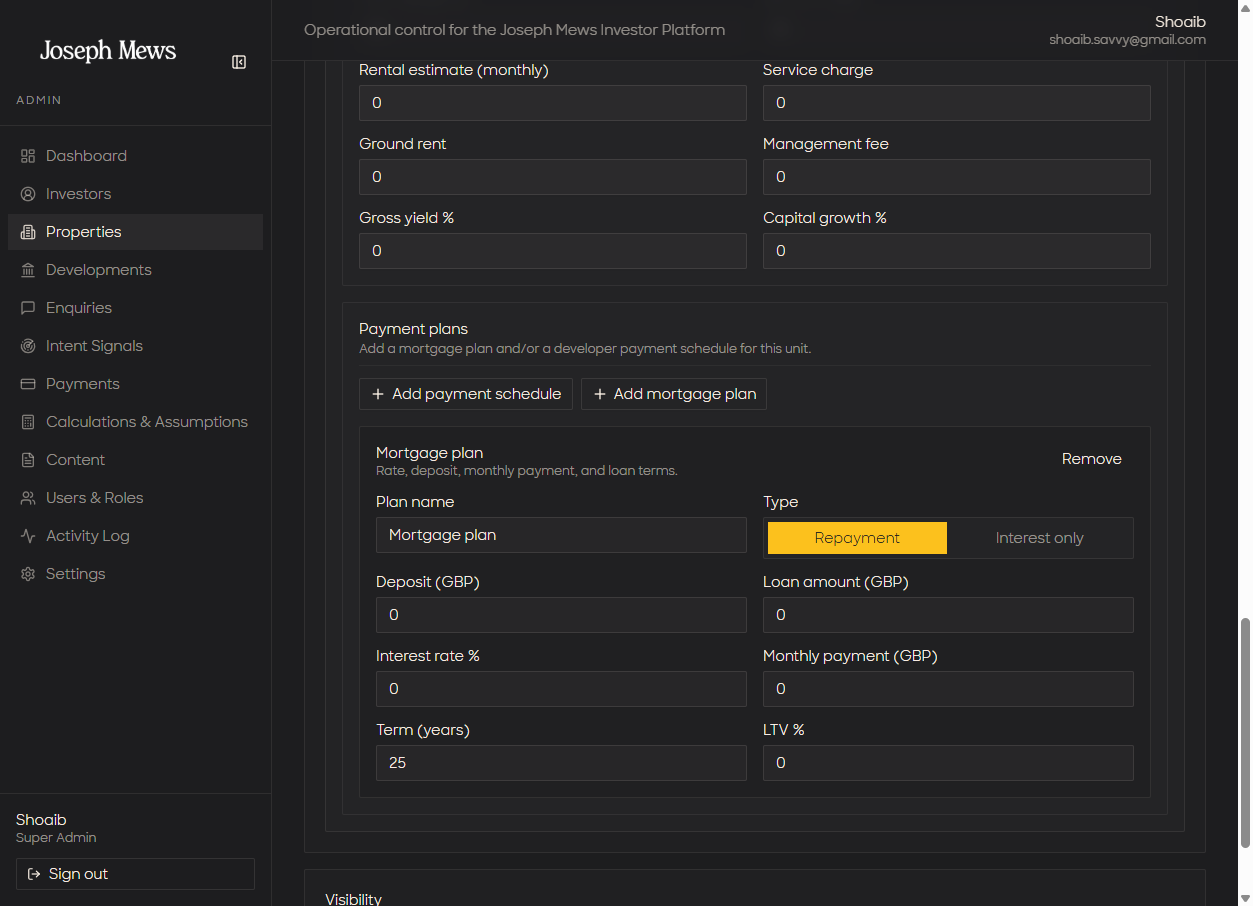 Joseph Mews
ADMIN
Dashboard
Investors
Properties
Developments
Enquiries
Intent Signals
Payments
Calculations & Assumptions
Content
Users & Roles
Activity Log
Settings
Shoaib
Super Admin
Sign out
Operational control for the Joseph Mews Investor Platform
Shoaib
shoaib.savvy@gmail.com
Rental estimate (monthly)
0
Service charge
0
Ground rent
0
Management fee
0
Gross yield %
0
Capital growth %
0
Payment plans
Add a mortgage plan and/or a developer payment schedule for this unit.
+ Add payment schedule
+ Add mortgage plan
Mortgage plan
Rate, deposit, monthly payment, and loan terms.
Remove
Plan name
Mortgage plan
Type
Repayment
Interest only
Deposit (GBP)
0
Loan amount (GBP)
0
Interest rate %
0
Monthly payment (GBP)
0
Term (years)
25
LTV %
0
Visibility